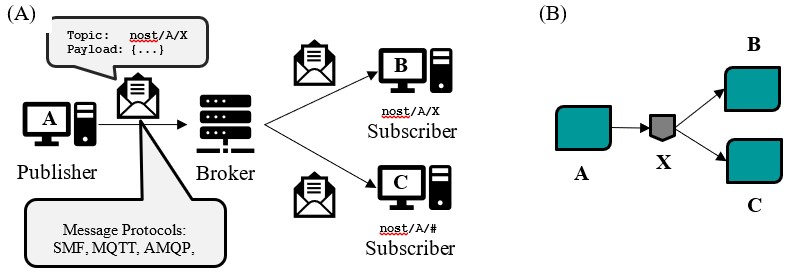 (A)
Topic: nost/A/X
Payload: {...}
A
Publisher
Broker
B
nost/A/X
Subscriber
C
nost/A/#
Subscriber
Message Protocols:
SMF, MQTT, AMQP,
(B)
A
X
B
C